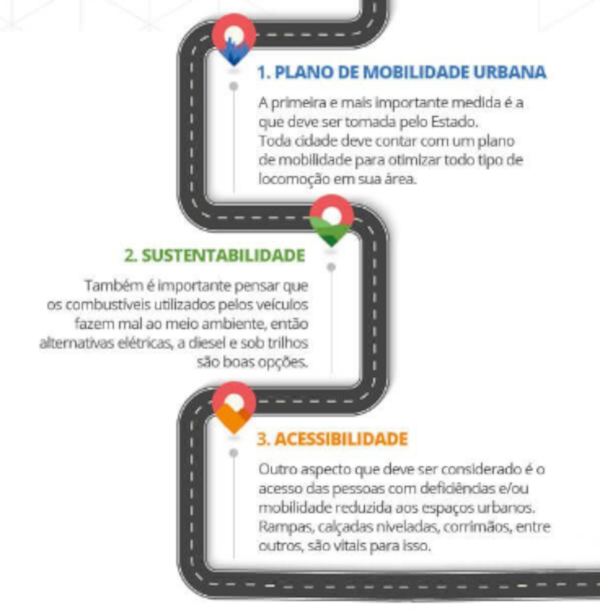 1. PLANO DE MOBILIDADE URBANA
A primeira e mais importante medida é a
que deve ser tomada pelo Estado.
Toda cidade deve contar com um plano
de mobilidade para otimizar todo tipo de
locomoção em sua área.
2. SUSTENTABILIDADE
Também é importante pensar que
os combustíveis utilizados pelos veículos
fazem mal ao meio ambiente, então
alternativas elétricas, a diesel e sob trilhos
são boas opções.
3. ACESSIBILIDADE
Outro aspecto que deve ser considerado é o
acesso das pessoas com deficiências e/ou
mobilidade reduzida aos espaços urbanos.
Rampas, calçadas niveladas, corrimãos, entre
outros, são vitais para isso.